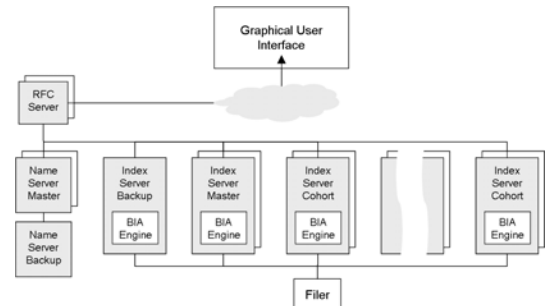 Graphical User
Interface
RFC
Server
Name
Server
Master
Name
Server
Backup
Index
Server
Backup
BIA
Engine
Index
Server
Master
BIA
Engine
Index
Server
Cohort
BIA
Engine
Index
Server
Cohort
BIA
Engine
Filer